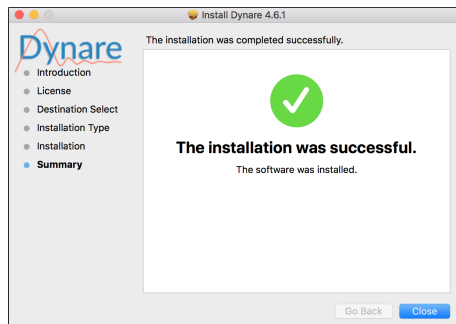 Install Dynare 4.6.1
Dynare
The installation was completed successfully.
Introduction
License
Destination Select
Installation Type
Installation
Summary
The installation was successful.
The software was installed.
Go Back
Close